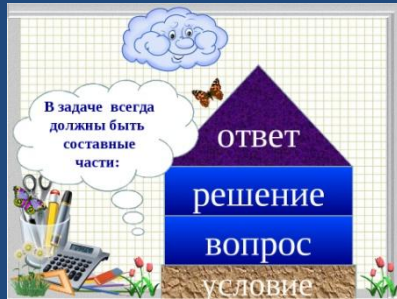 В задаче всегда
должны быть
составные
части:
ответ
решение
вопрос
условие